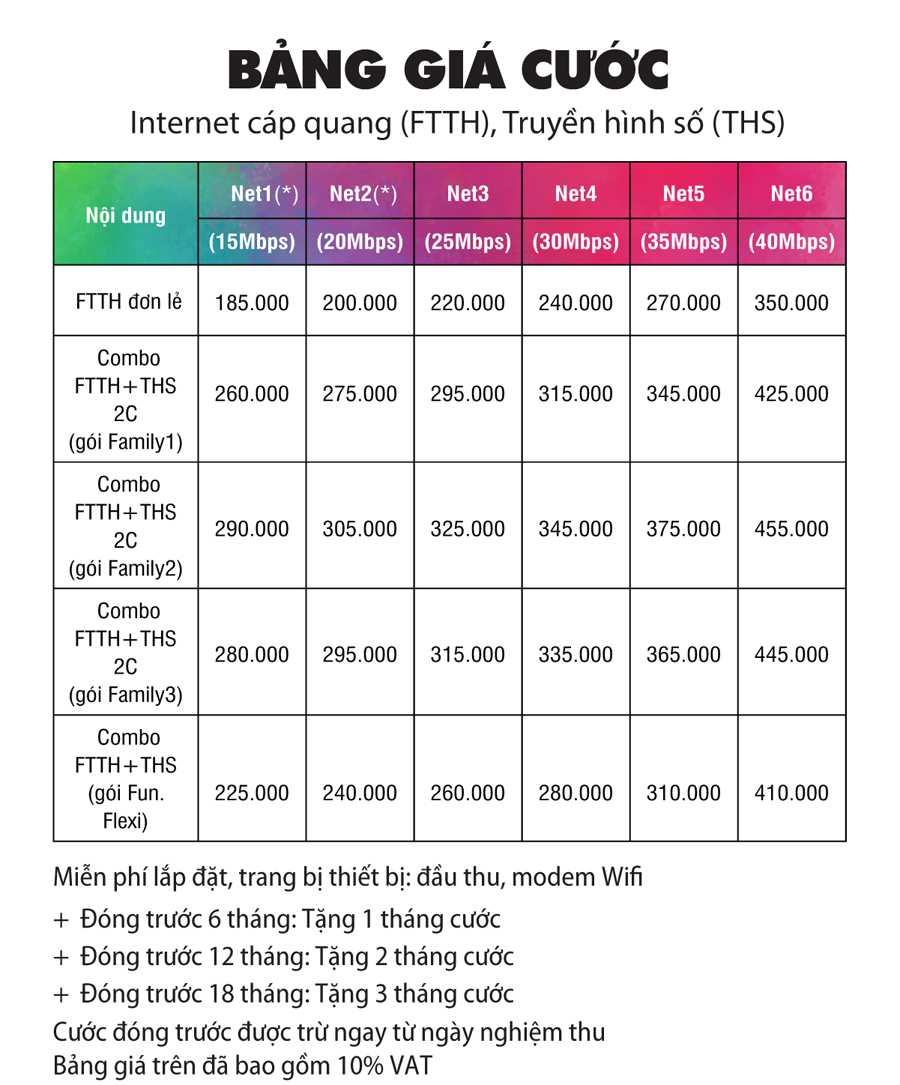 BẢNG GIÁ CƯỚC
Internet cáp quang (FTTH), Truyền hình số (THS)
Nội dung
Net1(*) Net2(*) Net3 Net4 Net5 Net6
(15Mbps) (20Mbps) (25Mbps) (30Mbps) (35Mbps) (40Mbps)
FTTH đơn lẻ 185.000 200.000 220.000 240.000 270.000 350.000
Combo
FTTH+THS
2C
(gói Family1)
260.000 275.000 295.000 315.000 345.000 425.000
Combo
FTTH+THS
2C
(gói Family2)
290.000 305.000 325.000 345.000 375.000 455.000
Combo
FTTH+THS
2C
(gói Family3)
280.000 295.000 315.000 335.000 365.000 445.000
Combo
FTTH+THS
(gói Fun.
Flexi)
225.000 240.000 260.000 280.000 310.000 410.000
Miễn phí lắp đặt, trang bị thiết bị: đầu thu, modem Wifi
+ Đóng trước 6 tháng: Tặng 1 tháng cước
+ Đóng trước 12 tháng: Tặng 2 tháng cước
+ Đóng trước 18 tháng: Tặng 3 tháng cước
Cước đóng trước được trừ ngay từ ngày nghiệm thu
Bảng giá trên đã bao gồm 10% VAT